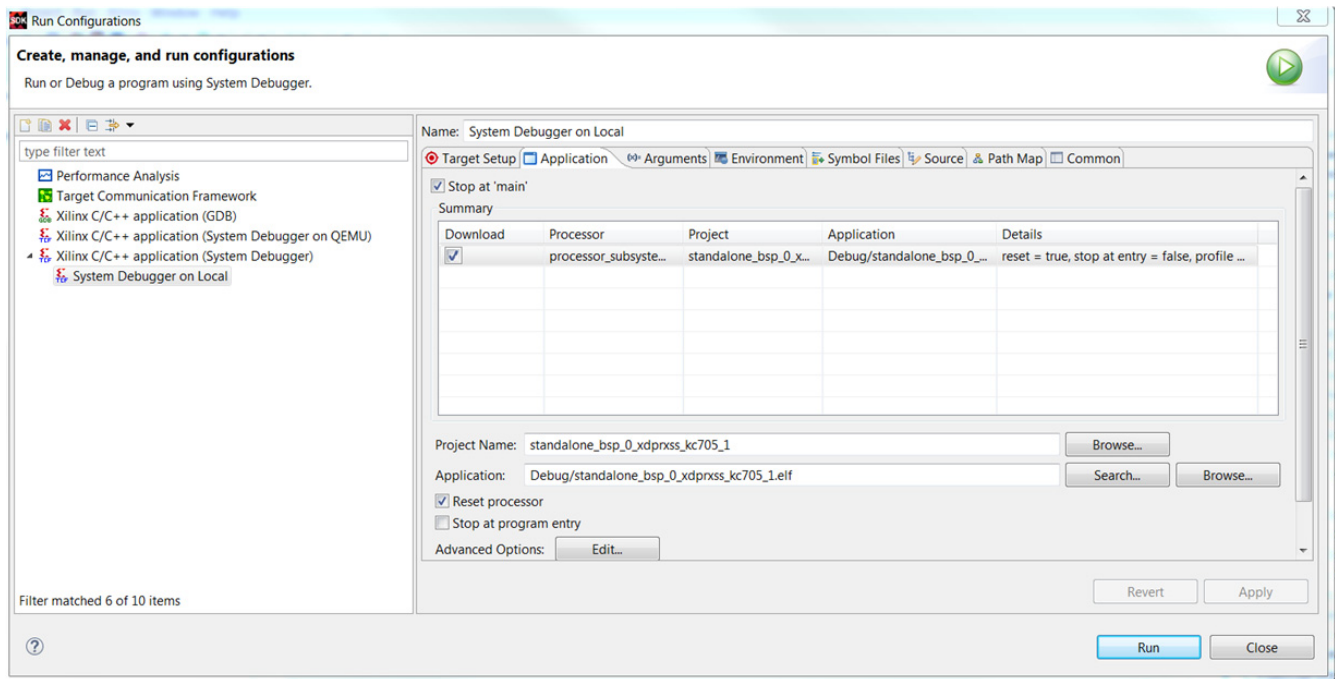 SDK Run Configurations
Create, manage, and run configurations
Run or Debug a program using System Debugger.
type filter text
Performance Analysis
Target Communication Framework
Xilinx C/C++ application (GDB)
Xilinx C/C++ application (System Debugger on QEMU)
Xilinx C/C++ application (System Debugger)
System Debugger on Local
Filter matched 6 of 10 items
Name: System Debugger on Local
Target Setup Application Arguments Environment Symbol Files Source Path Map Common
Stop at 'main'
Summary
Download Processor Project Application Details
processor_subsyste... standalone_bsp_0_x... Debug/standalone_bsp_0_... reset = true, stop at entry = false, profile ...
Project Name: standalone_bsp_0_xdprxss_kc705_1 Browse...
Application: Debug/standalone_bsp_0_xdprxss_kc705_1.elf Search... Browse...
Reset processor
Stop at program entry
Advanced Options: Edit...
Revert Apply
Run Close